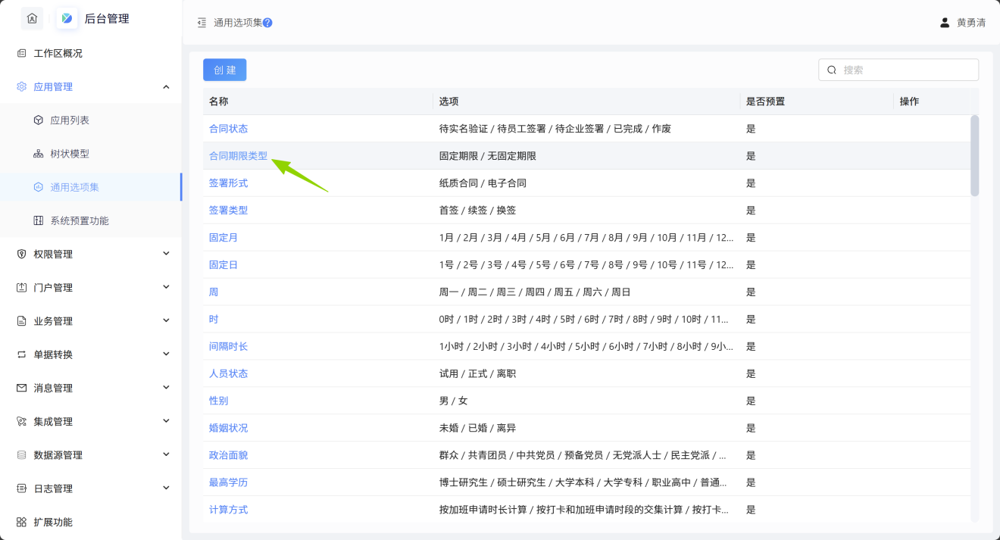 后台管理
通用选项集
?
黄勇清
工作区概况
应用管理
应用列表
树状模型
通用选项集
系统预置功能
权限管理
门户管理
业务管理
单据转换
消息管理
集成管理
数据源管理
日志管理
扩展功能
创 建
搜索
名称 选项 是否预置 操作
合同状态 待实名验证 / 待员工签署 / 待企业签署 / 已完成 / 作废 是
合同期限类型 固定期限 / 无固定期限 是
签署形式 纸质合同 / 电子合同 是
签署类型 首签 / 续签 / 换签 是
固定月 1月 / 2月 / 3月 / 4月 / 5月 / 6月 / 7月 / 8月 / 9月 / 10月 / 11月 / 12... 是
固定日 1号 / 2号 / 3号 / 4号 / 5号 / 6号 / 7号 / 8号 / 9号 / 10号 / 11号 / 12... 是
周 周一 / 周二 / 周三 / 周四 / 周五 / 周六 / 周日 是
时 0时 / 1时 / 2时 / 3时 / 4时 / 5时 / 6时 / 7时 / 8时 / 9时 / 10时 / 11... 是
间隔时长 1小时 / 2小时 / 3小时 / 4小时 / 5小时 / 6小时 / 7小时 / 8小时 / 9小... 是
人员状态 试用 / 正式 / 离职 是
性别 男 / 女 是
婚姻状况 未婚 / 已婚 / 离异 是
政治面貌 群众 / 共青团员 / 中共党员 / 预备党员 / 无党派人士 / 民主党派 / ... 是
最高学历 博士研究生 / 硕士研究生 / 大学本科 / 大学专科 / 职业高中 / 普通... 是
计算方式 按加班申请时长计算 / 按打卡和加班申请时段的交集计算 / 按打卡... 是